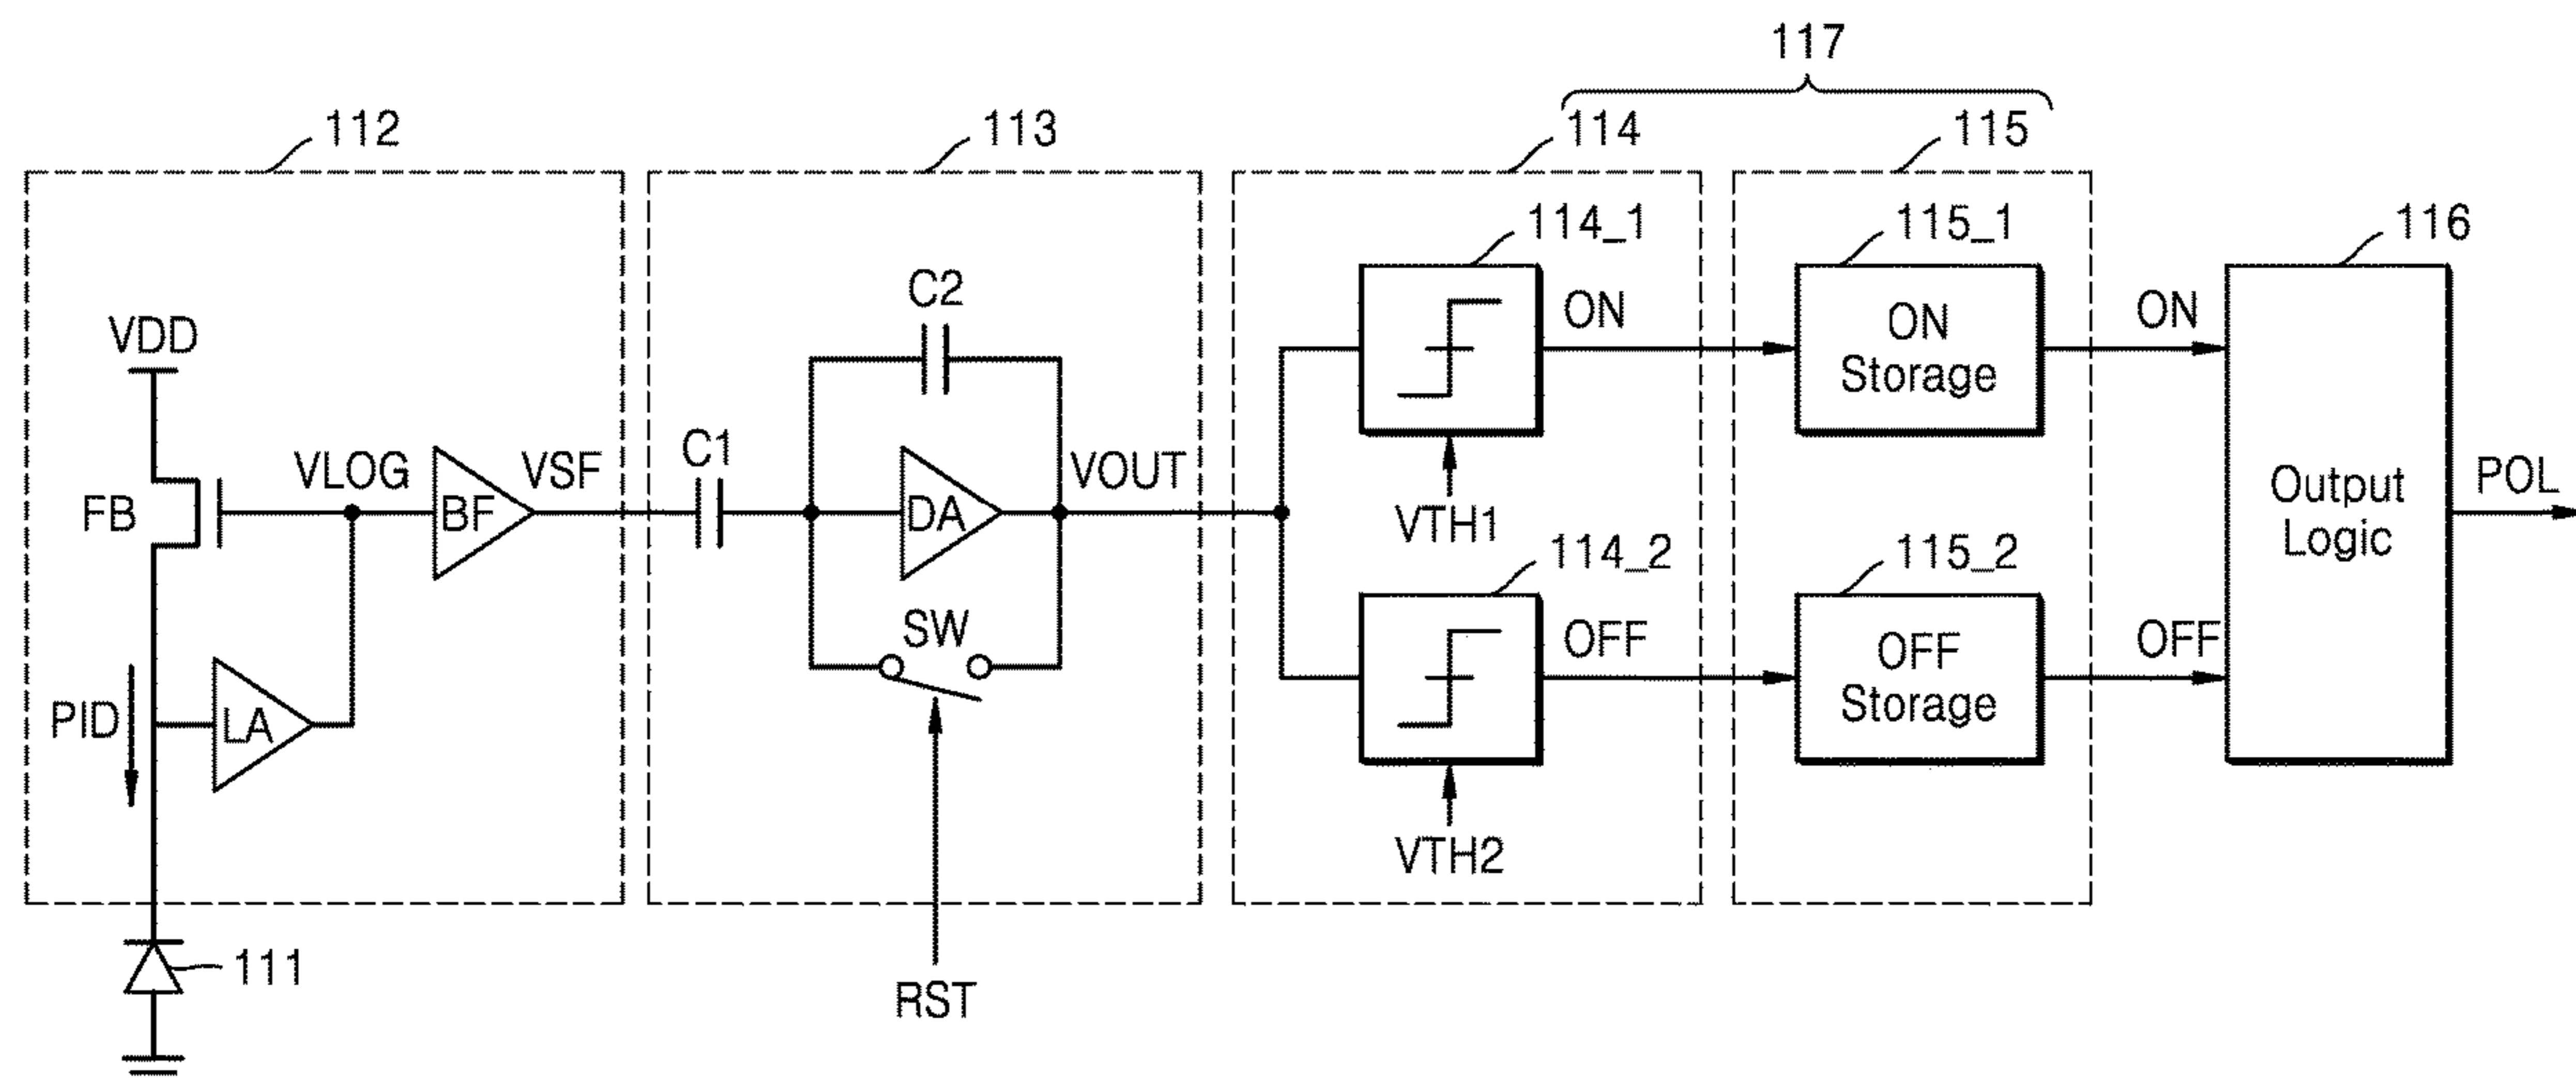 117
112
113
114
115
114_1
115_1
116
C2
ON
ON
Storage
ON
VDD
VLOG
VSF
C1
VOUT
FB
BF
DA
VTH1
Output
Logic
POL
114_2
115_2
SW
OFF
OFF
Storage
OFF
PID
LA
VTH2
111
RST